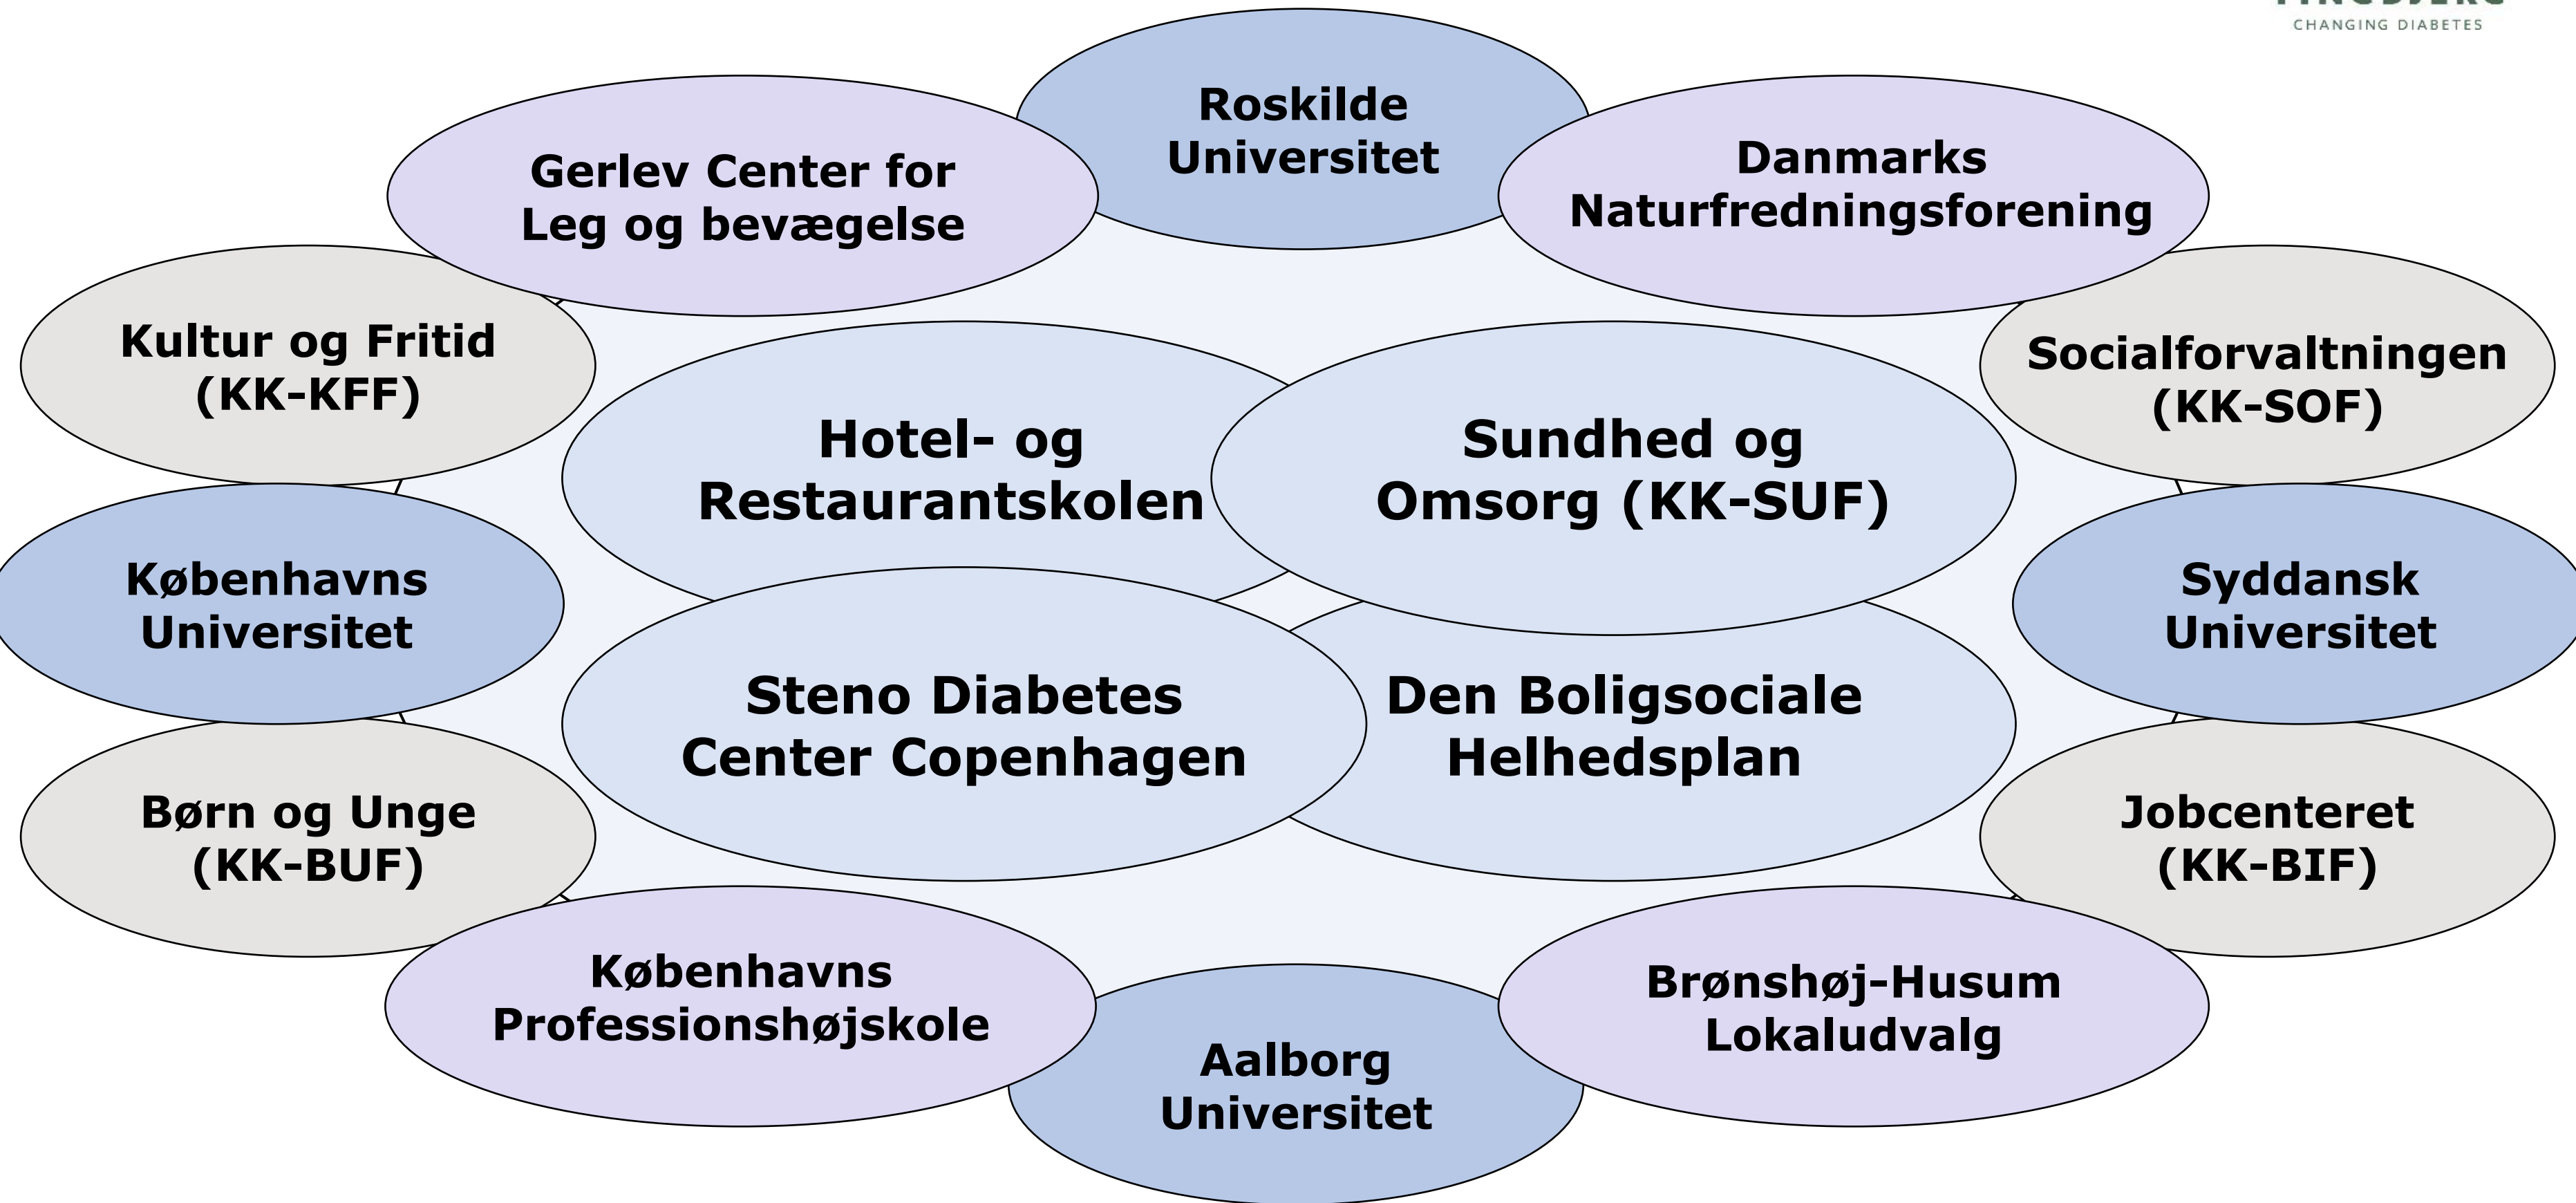 CHANGING DIABETES
Roskilde
Universitet
Gerlev Center for
Leg og bevægelse
Danmarks
Naturfredningsforening
Kultur og Fritid
(KK-KFF)
Socialforvaltningen
(KK-SOF)
Hotel- og
Restaurantskolen
Sundhed og
Omsorg (KK-SUF)
Københavns
Universitet
Syddansk
Universitet
Steno Diabetes
Center Copenhagen
Den Boligsociale
Helhedsplan
Børn og Unge
(KK-BUF)
Jobcenteret
(KK-BIF)
Københavns
Professionshøjskole
Brønshøj-Husum
Lokaludvalg
Aalborg
Universitet